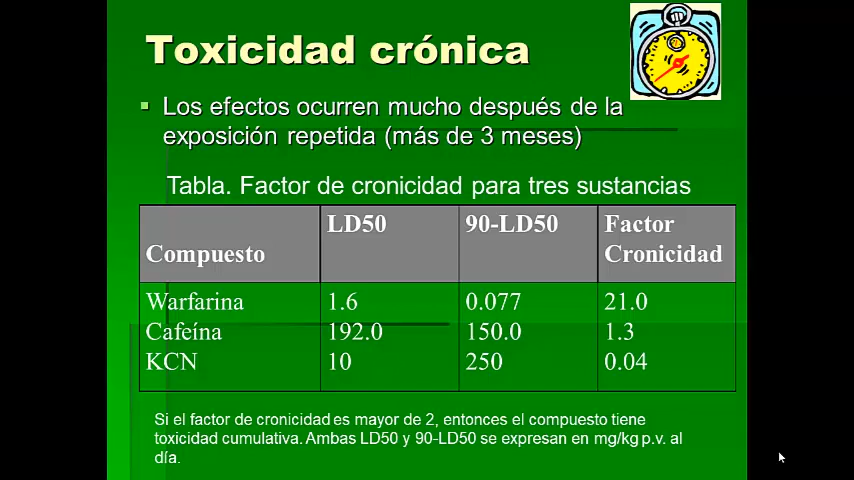 Toxicidad crónica
Los efectos ocurren mucho después de la
exposición repetida (más de 3 meses)
Tabla. Factor de cronicidad para tres sustancias
Compuesto LD50 90-LD50 Factor Cronicidad
Warfarina 1.6 0.077 21.0
Cafeína 192.0 150.0 1.3
KCN 10 250 0.04
Si el factor de cronicidad es mayor de 2, entonces el compuesto tiene
toxicidad cumulativa. Ambas LD50 y 90-LD50 se expresan en mg/kg p.v. al
día.